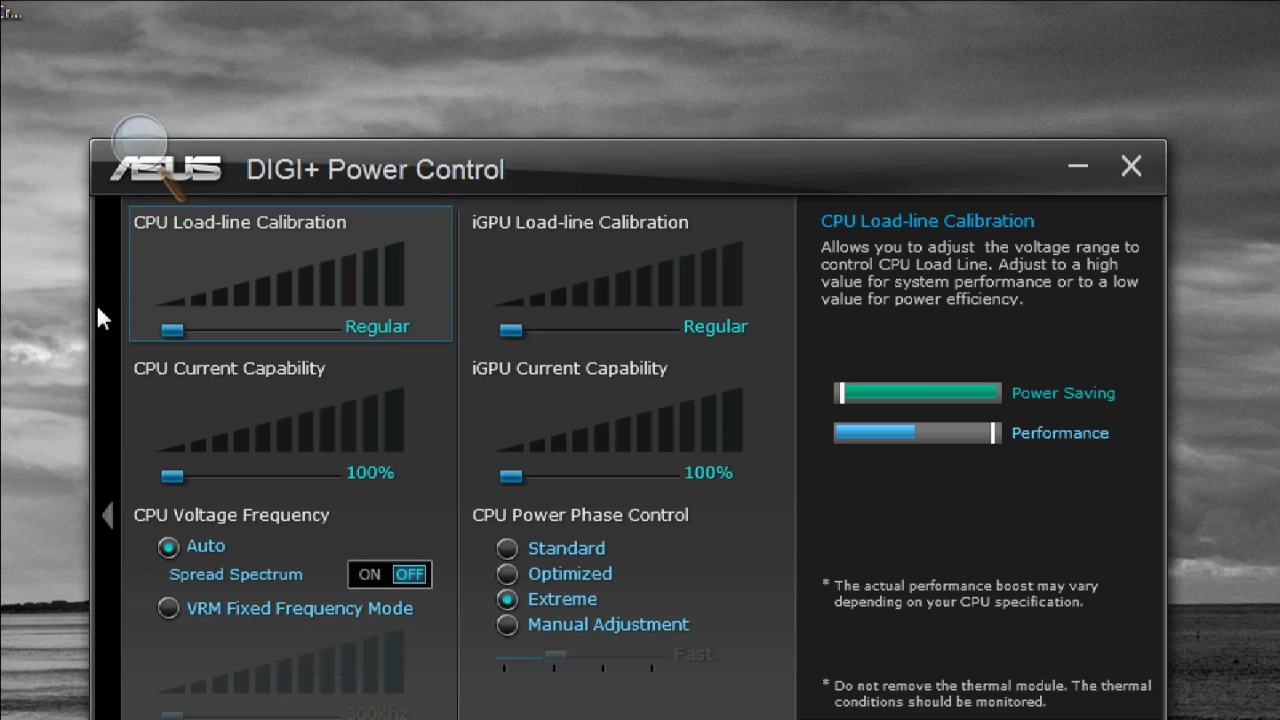 ASUS DIGI+ Power Control
CPU Load-line Calibration
Regular
iGPU Load-line Calibration
Regular
CPU Current Capability
100%
iGPU Current Capability
100%
CPU Voltage Frequency
Auto
Spread Spectrum ON OFF
VRM Fixed Frequency Mode
300Khz
CPU Power Phase Control
Standard
Optimized
Extreme
Manual Adjustment
Fast
CPU Load-line Calibration
Allows you to adjust the voltage range to
control CPU Load Line. Adjust to a high
value for system performance or to a low
value for power efficiency.
Power Saving
Performance
* The actual performance boost may vary
depending on your CPU specification.
* Do not remove the thermal module. The thermal
conditions should be monitored.